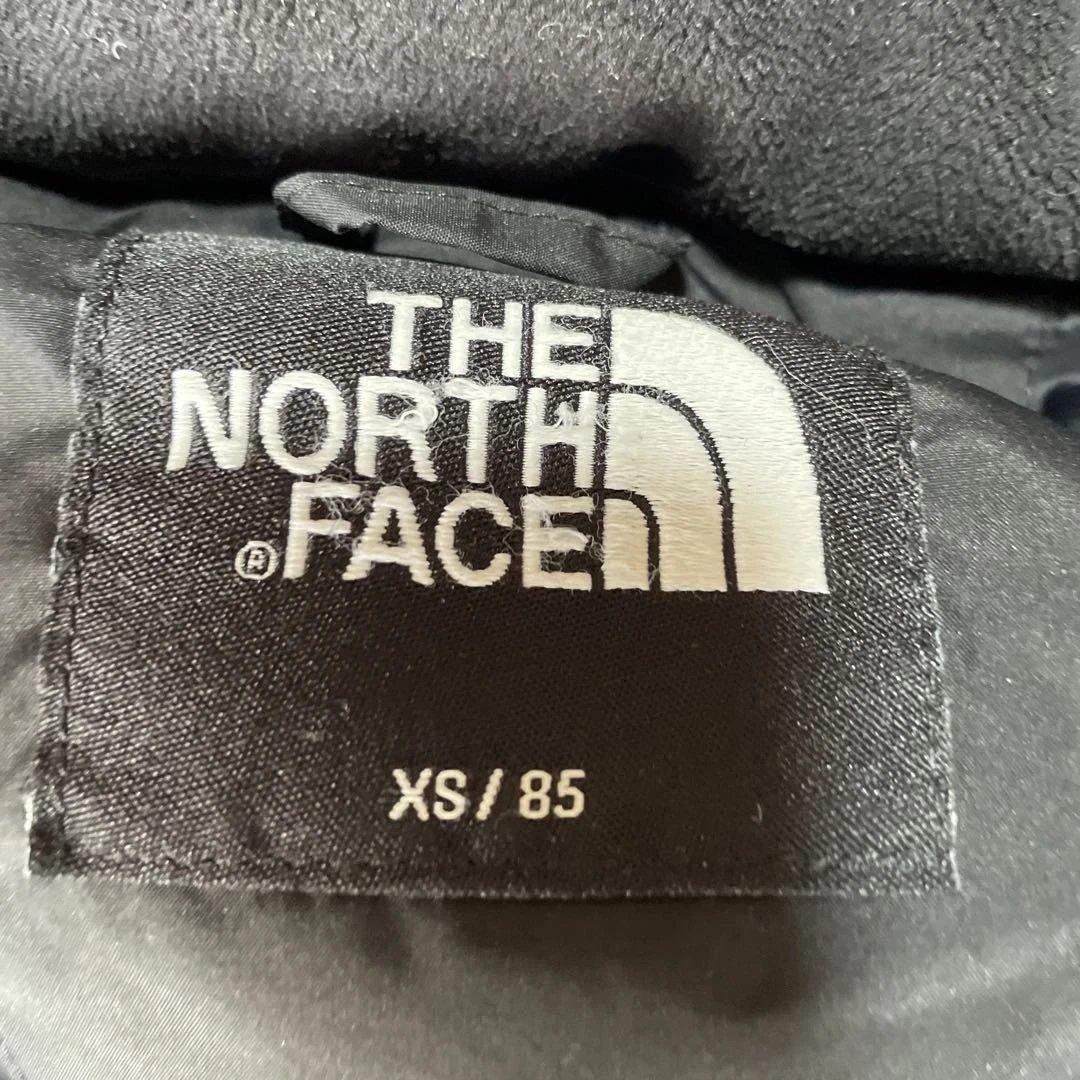 THE
NORTH
®FACE
XS / 85